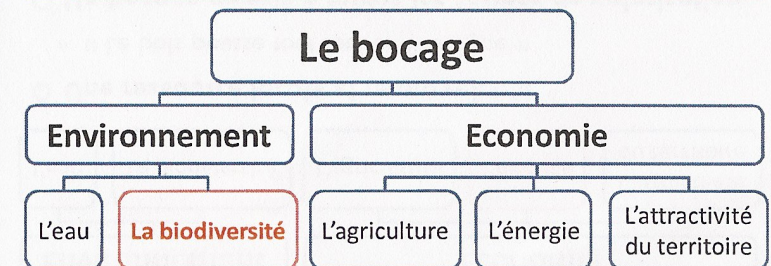 Le bocage
Environnement
Economie
L'eau
La biodiversité
L'agriculture
L'énergie
L'attractivité
du territoire